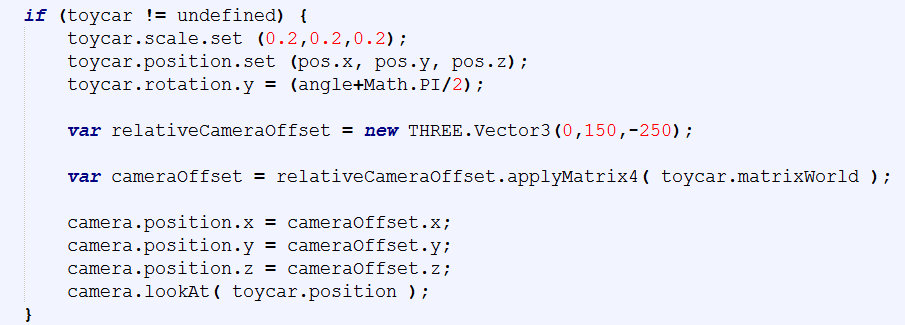 if (toycar != undefined) {
    toycar.scale.set (0.2,0.2,0.2);
    toycar.position.set (pos.x, pos.y, pos.z);
    toycar.rotation.y = (angle+Math.PI/2);
    var relativeCameraOffset = new THREE.Vector3(0,150,-250);
    var cameraOffset = relativeCameraOffset.applyMatrix4( toycar.matrixWorld );
    camera.position.x = cameraOffset.x;
    camera.position.y = cameraOffset.y;
    camera.position.z = cameraOffset.z;
    camera.lookAt( toycar.position );
}